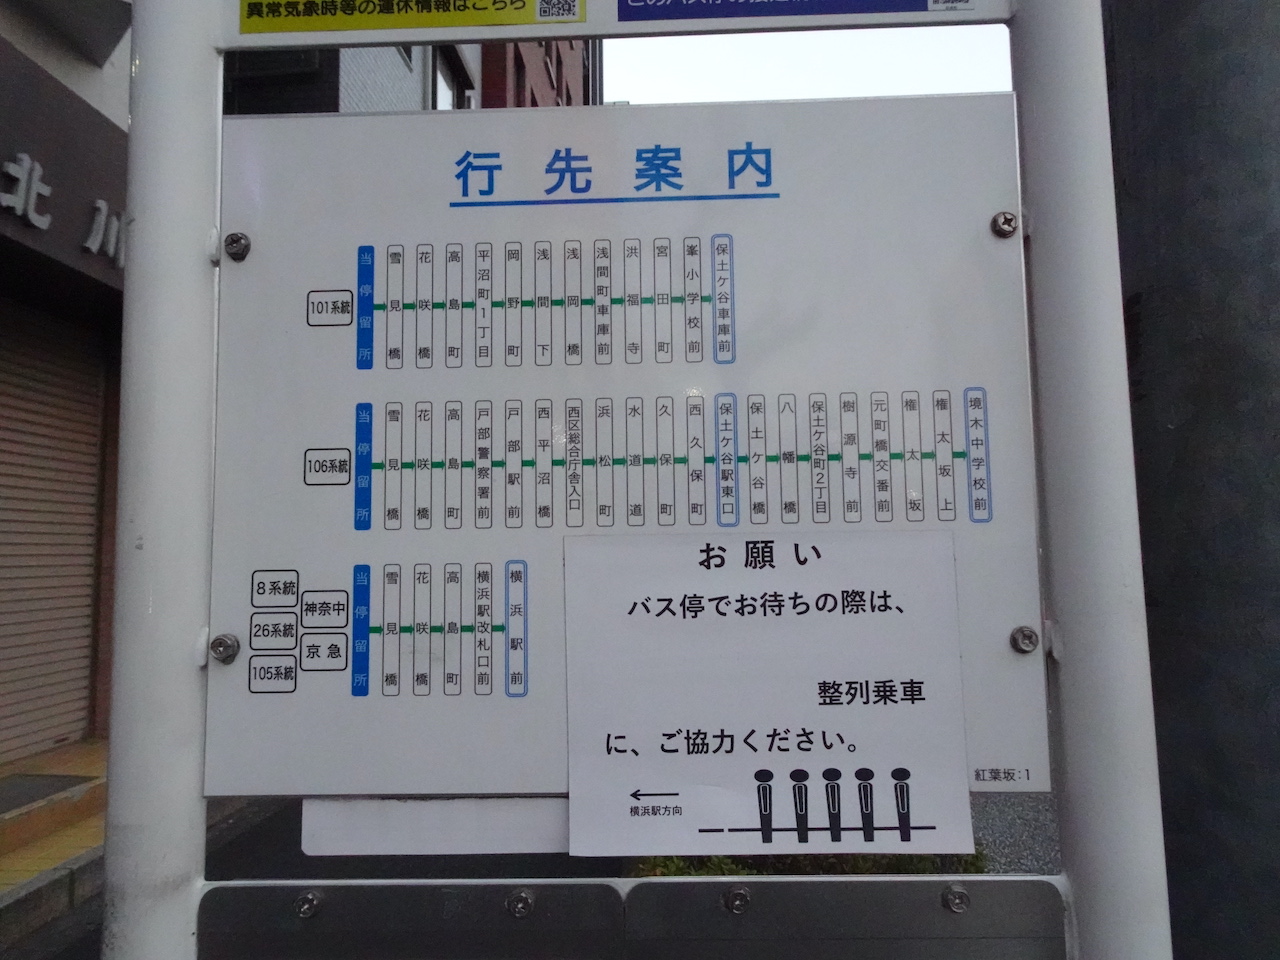 異常気象時等の運休情報はこちら
北川
行先案内
101系統
当停留所
雪見橋
花咲橋
高島町
平沼町1丁目
岡野町
浅間下
浅岡橋
浅間町車庫前
洪福寺
宮田町
峯小学校前
保土ケ谷車庫前
106系統
当停留所
雪見橋
花咲橋
高島町
戸部警察署前
戸部駅前
西平沼橋
西区総合庁舎入口
浜松町
水道道
久保町
西久保町
保土ケ谷駅東口
保土ケ谷橋
八幡橋
保土ケ谷町2丁目
樹源寺前
元町橋交番前
権太坂
権太坂上
境木中学校前
8系統
26系統
105系統
神奈中
京急
当停留所
雪見橋
花咲橋
高島町
横浜駅改札口前
横浜駅前
お願い
バス停でお待ちの際は、
整列乗車
に、ご協力ください。
横浜駅方向
紅葉坂:1